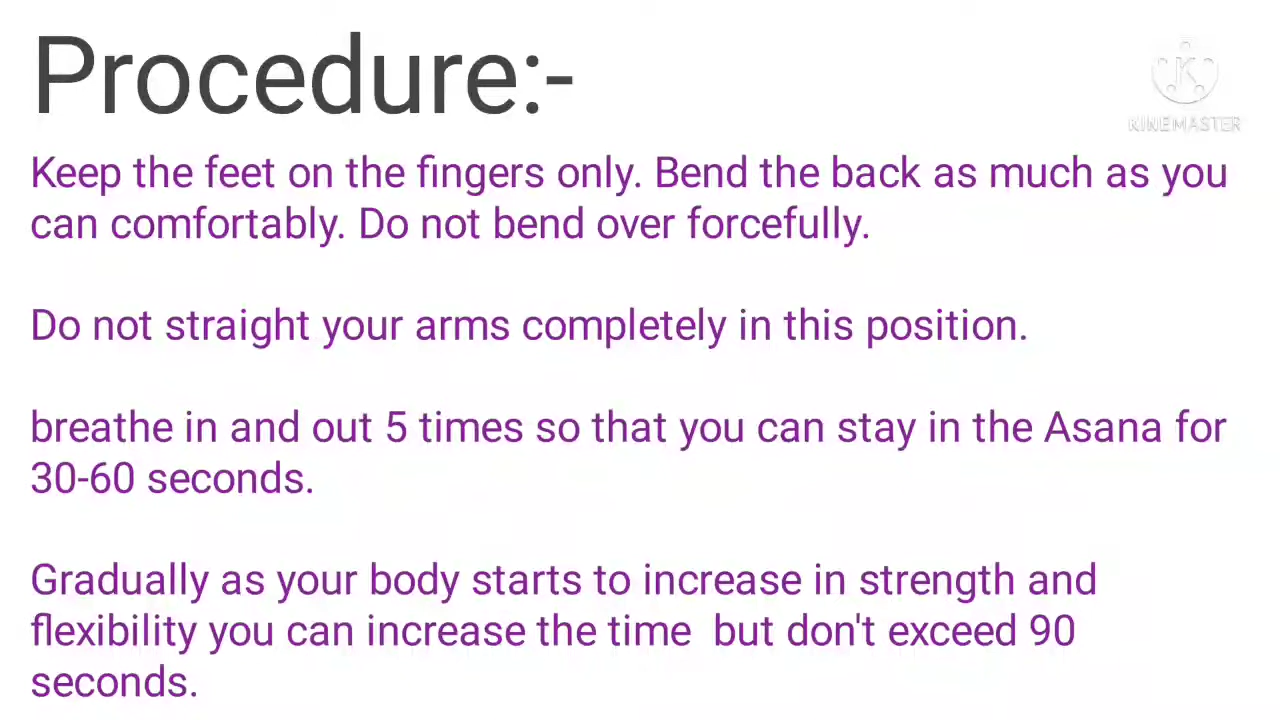 Procedure:-
KINEMASTER
Keep the feet on the fingers only. Bend the back as much as you
can comfortably. Do not bend over forcefully.
Do not straight your arms completely in this position.
breathe in and out 5 times so that you can stay in the Asana for
30-60 seconds.
Gradually as your body starts to increase in strength and
flexibility you can increase the time  but don't exceed 90
seconds.